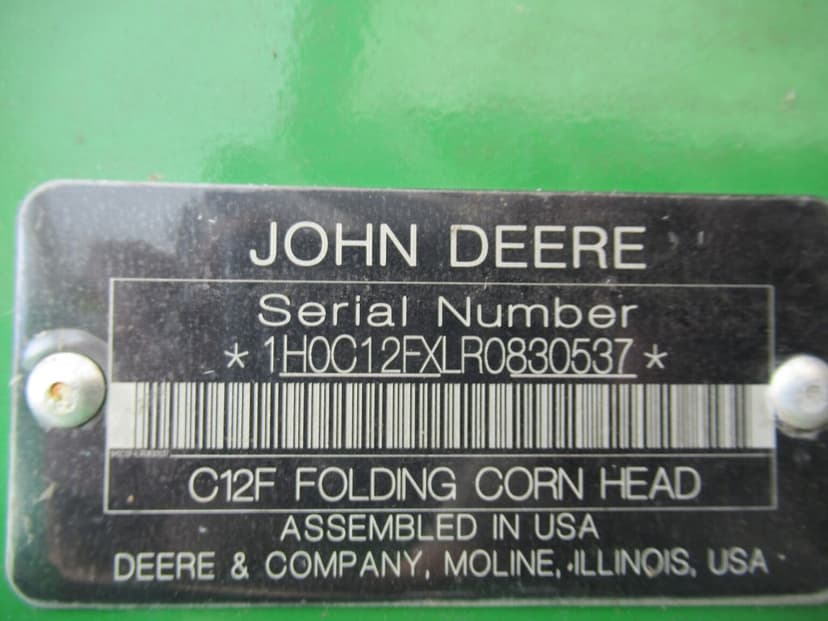 JOHN DEERE
Serial Number
*1H0C12FXLR0830537*
C12F FOLDING CORN HEAD
ASSEMBLED IN USA
DEERE & COMPANY, MOLINE, ILLINOIS, USA